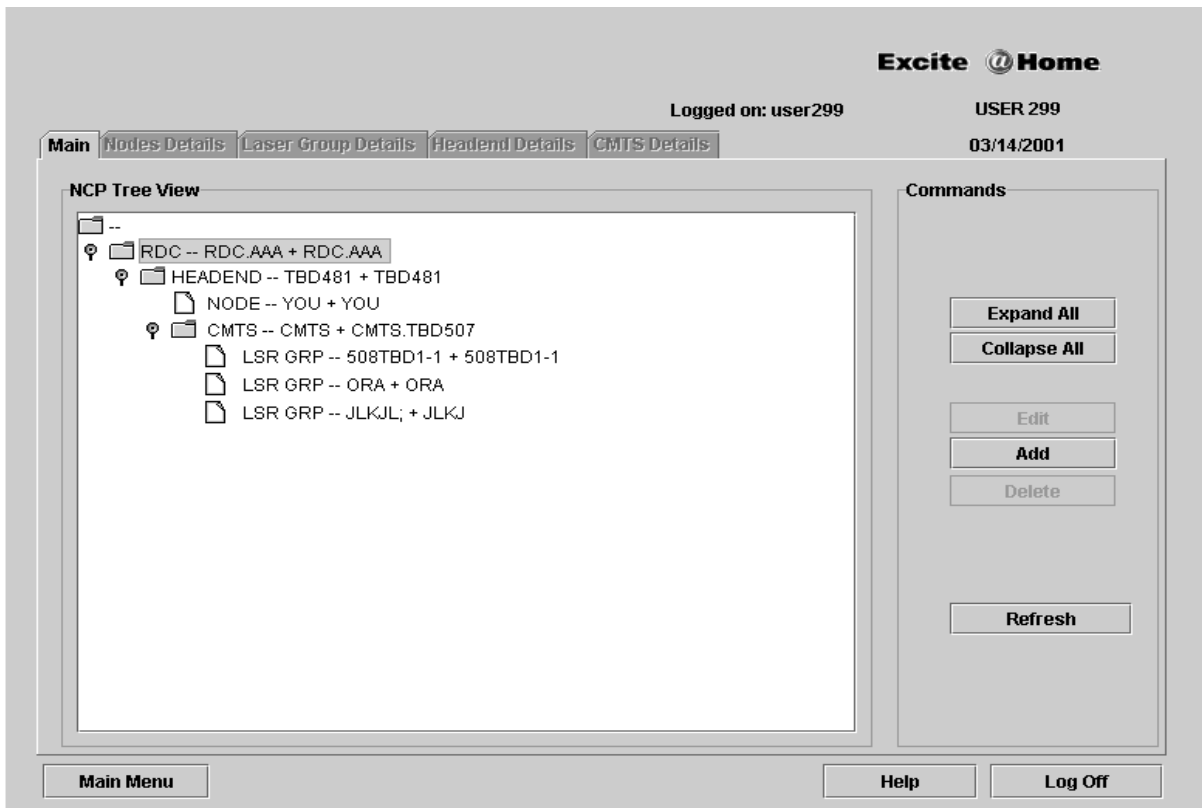 Excite @Home
Logged on: user299 USER 299
Main Nodes Details Laser Group Details Headend Details CMTS Details 03/14/2001
NCP Tree View
--
RDC -- RDC.AAA + RDC.AAA
HEADEND -- TBD481 + TBD481
NODE -- YOU + YOU
CMTS -- CMTS + CMTS.TBD507
LSR GRP -- 508TBD1-1 + 508TBD1-1
LSR GRP -- ORA + ORA
LSR GRP -- JLKJL; + JLKJ
Commands
Expand All
Collapse All
Edit
Add
Delete
Refresh
Main Menu Help Log Off